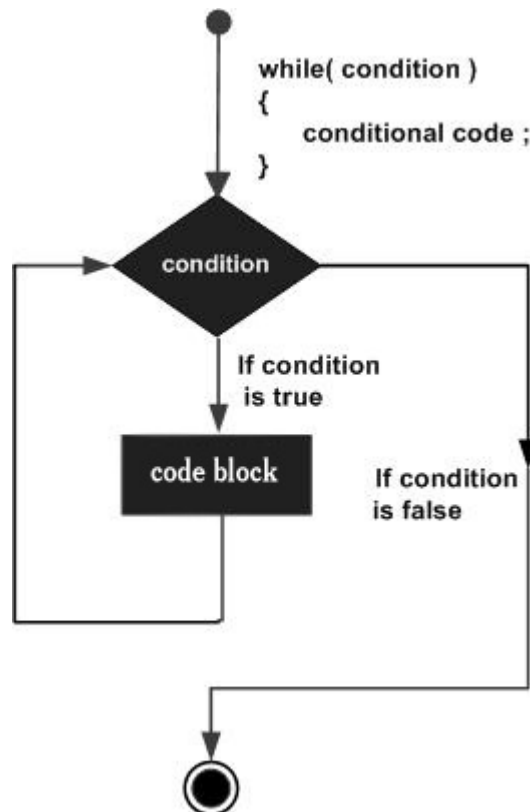 while( condition )
{
conditional code ;
}
condition
If condition
is true
code block
If condition
is false